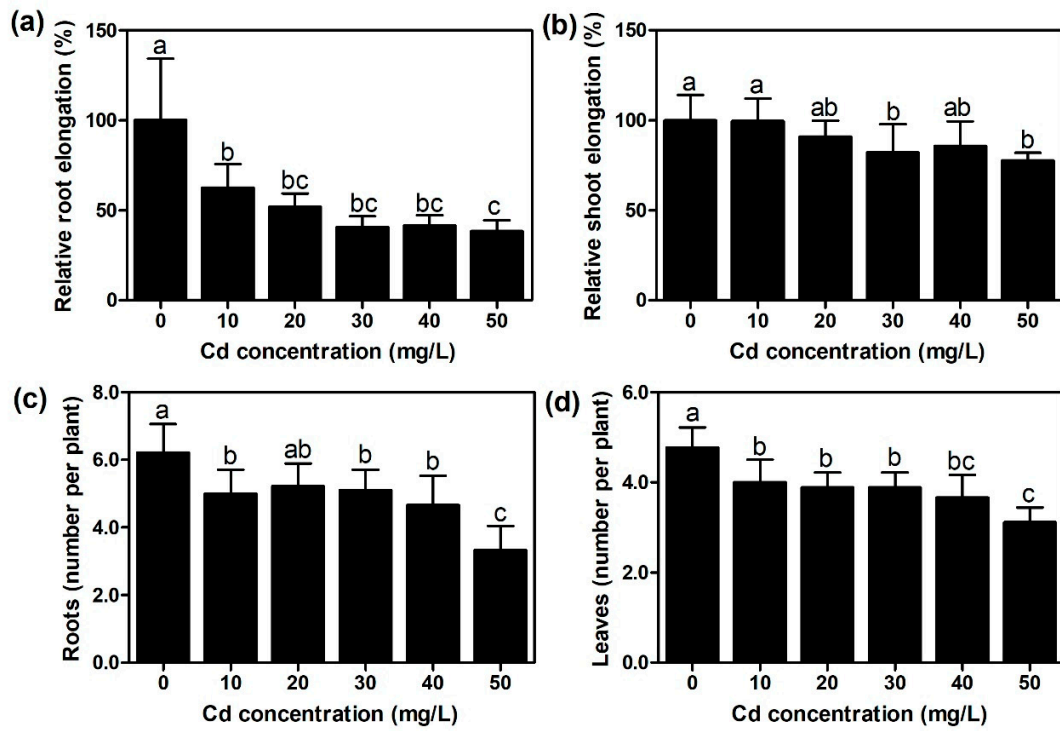 (a)
Relative root elongation (%)
150
100
50
0
a
b
bc
bc
bc
c
0 10 20 30 40 50
Cd concentration (mg/L)
(b)
Relative shoot elongation (%)
150
100
50
0
a
a
ab
b
ab
b
0 10 20 30 40 50
Cd concentration (mg/L)
(c)
Roots (number per plant)
8.0
6.0
4.0
2.0
0.0
a
b
ab
b
b
c
0 10 20 30 40 50
Cd concentration (mg/L)
(d)
Leaves (number per plant)
6.0
4.0
2.0
0.0
a
b
b
b
bc
c
0 10 20 30 40 50
Cd concentration (mg/L)